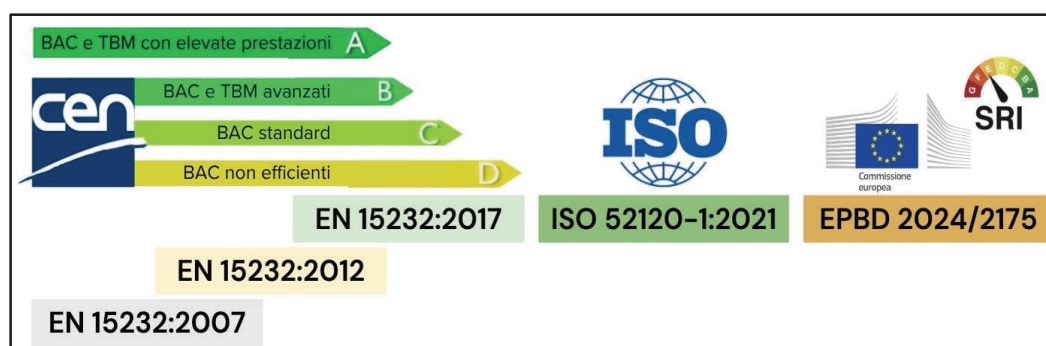 BAC e TBM con elevate prestazioni A
cen
BAC e TBM avanzati B
BAC standard C
BAC non efficienti D
ISO
G F E D C B A
SRI
Commissione
europea
EN 15232:2017
ISO 52120-1:2021
EPBD 2024/2175
EN 15232:2012
EN 15232:2007